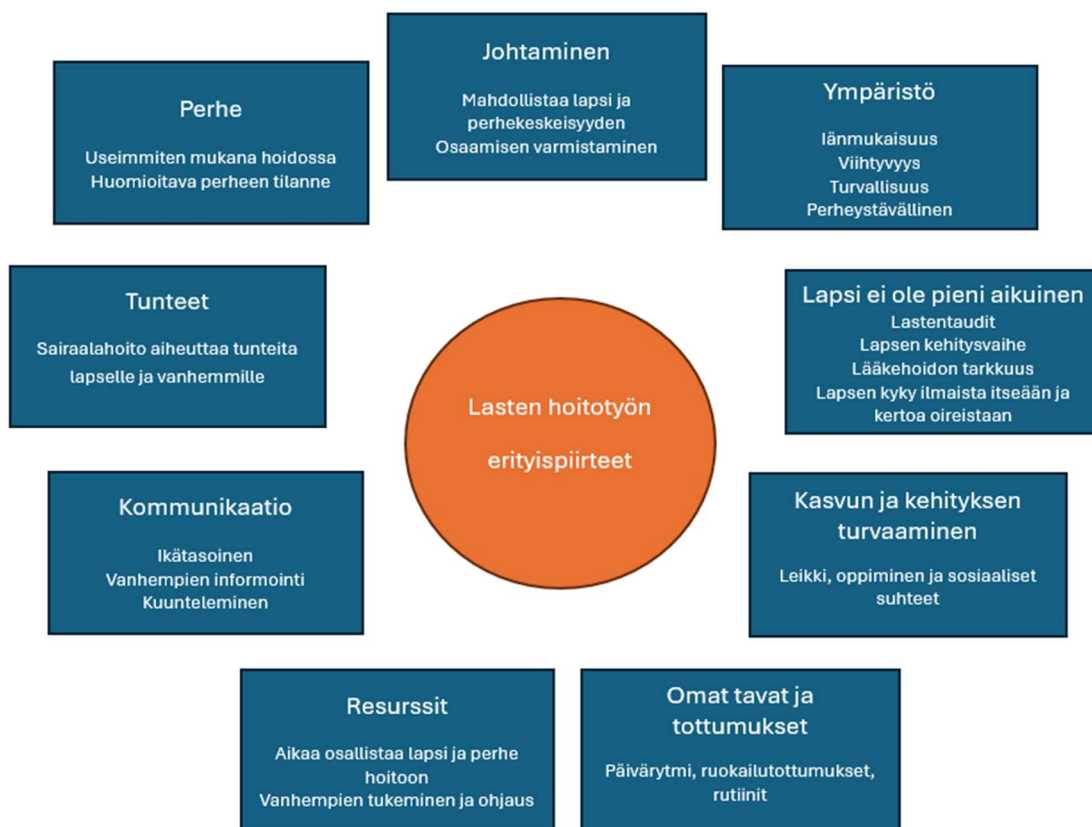 Johtaminen
Mahdollistaa lapsi ja
perhekeskeisyyden
Osaamisen varmistaminen
Perhe
Useimmiten mukana hoidossa
Huomioitava perheen tilanne
Ympäristö
Iänmukaisuus
Viihtyvyys
Turvallisuus
Perheystävällinen
Tunteet
Sairaalahoito aiheuttaa tunteita
lapselle ja vanhemmille
Lapsi ei ole pieni aikuinen
Lastentaudit
Lapsen kehitysvaihe
Lääkehoidon tarkkuus
Lapsen kyky ilmaista itseään ja
kertoa oireistaan
Lasten hoitotyön
erityispiirteet
Kommunikaatio
Ikätasoinen
Vanhempien informointi
Kuunteleminen
Kasvun ja kehityksen
turvaaminen
Leikki, oppiminen ja sosiaaliset
suhteet
Resurssit
Aikaa osallistaa lapsi ja perhe
hoitoon
Vanhempien tukeminen ja ohjaus
Omat tavat ja
tottumukset
Päivärytmi, ruokailutottumukset,
rutiinit